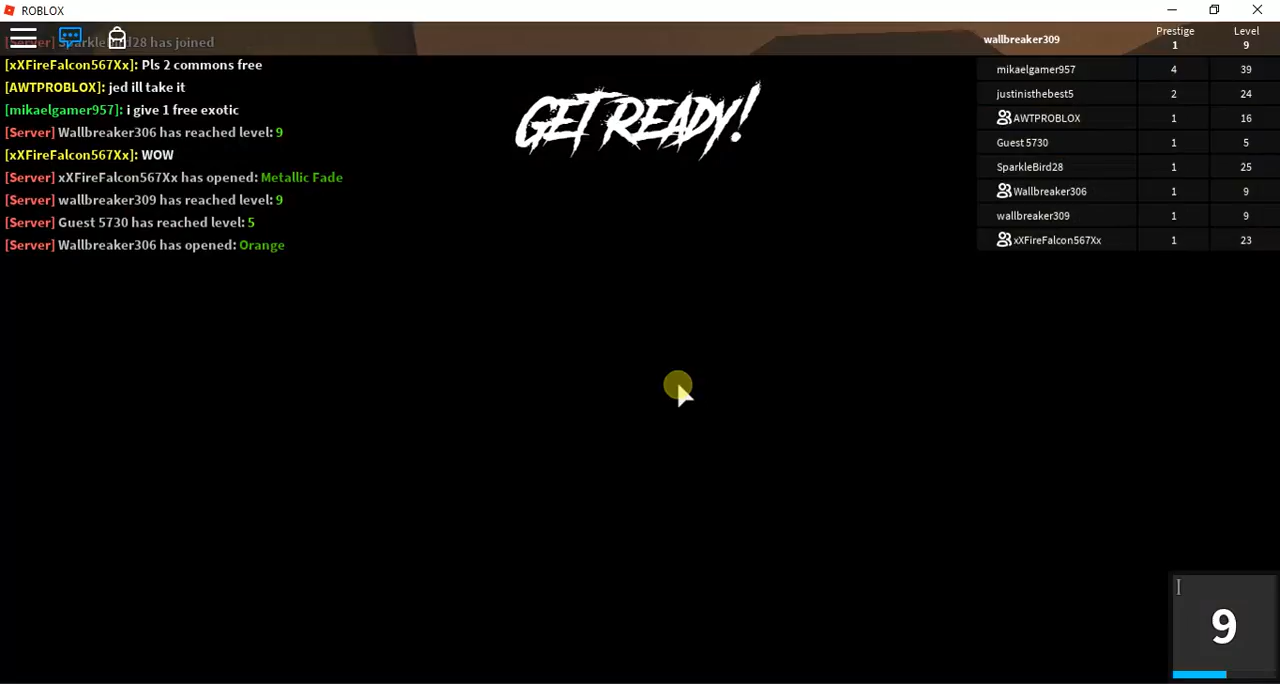 ROBLOX
[Server] SparkleBird28 has joined
[xXFireFalcon567Xx]: Pls 2 commons free
[AWTPROBLOX]: jed ill take it
[mikaelgamer957]: i give 1 free exotic
[Server] Wallbreaker306 has reached level: 9
[xXFireFalcon567Xx]: WOW
[Server] xXFireFalcon567Xx has opened: Metallic Fade
[Server] wallbreaker309 has reached level: 9
[Server] Guest 5730 has reached level: 5
[Server] Wallbreaker306 has opened: Orange
GET READY!
wallbreaker309 Prestige 1 Level 9
mikaelgamer957 4 39
justinisthebest5 2 24
AWTPROBLOX 1 16
Guest 5730 1 5
SparkleBird28 1 25
Wallbreaker306 1 9
wallbreaker309 1 9
xXFireFalcon567Xx 1 23
I
9